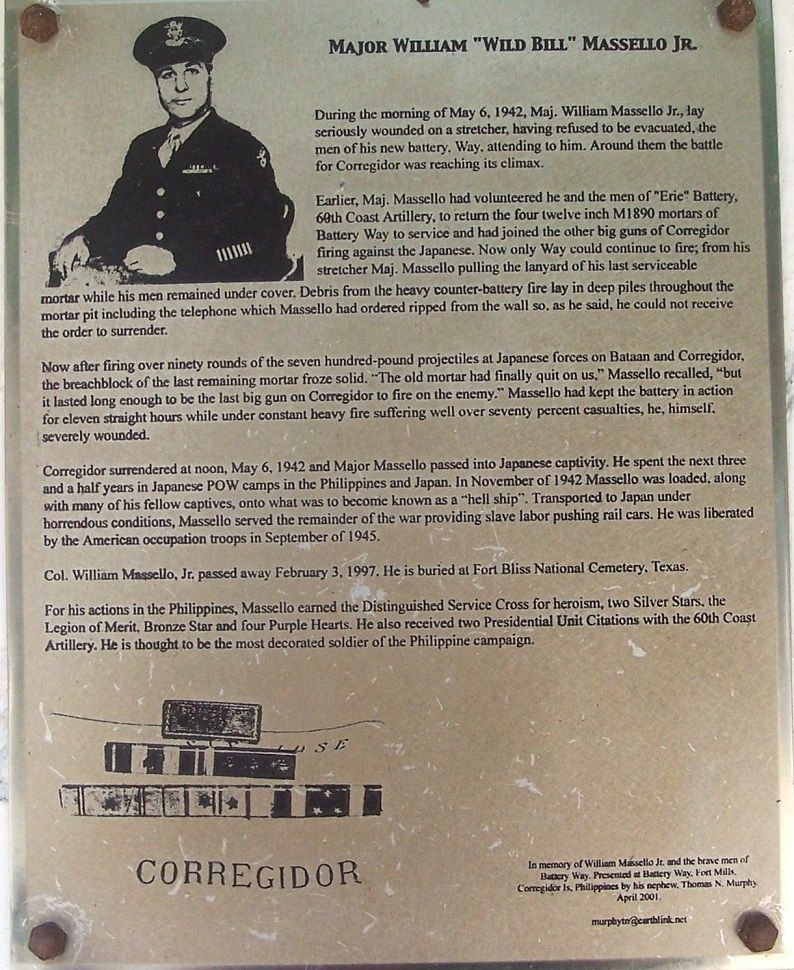 MAJOR WILLIAM "WILD BILL" MASSELLO JR.
During the morning of May 6, 1942, Maj. William Massello Jr., lay
seriously wounded on a stretcher, having refused to be evacuated, the
men of his new battery, Way, attending to him. Around them the battle
for Corregidor was reaching its climax.
Earlier, Maj. Massello had volunteered he and the men of "Erie" Battery,
60th Coast Artillery, to return the four twelve inch M1890 mortars of
Battery Way to service and had joined the other big guns of Corregidor
firing against the Japanese. Now only Way could continue to fire; from his
stretcher Maj. Massello pulling the lanyard of his last serviceable
mortar while his men remained under cover. Debris from the heavy counter-battery fire lay in deep piles throughout the
mortar pit including the telephone which Massello had ordered ripped from the wall so, as he said, he could not receive
the order to surrender.
Now after firing over ninety rounds of the seven hundred-pound projectiles at Japanese forces on Bataan and Corregidor,
the breachblock of the last remaining mortar froze solid. "The old mortar had finally quit on us," Massello recalled, "but
it lasted long enough to be the last big gun on Corregidor to fire on the enemy." Massello had kept the battery in action
for eleven straight hours while under constant heavy fire suffering well over seventy percent casualties, he, himself,
severely wounded.
Corregidor surrendered at noon, May 6, 1942 and Major Massello passed into Japanese captivity. He spent the next three
and a half years in Japanese POW camps in the Philippines and Japan. In November of 1942 Massello was loaded, along
with many of his fellow captives, onto what was to become known as a "hell ship". Transported to Japan under
horrendous conditions, Massello served the remainder of the war providing slave labor pushing rail cars. He was liberated
by the American occupation troops in September of 1945.
Col. William Massello, Jr. passed away February 3, 1997. He is buried at Fort Bliss National Cemetery, Texas.
For his actions in the Philippines, Massello earned the Distinguished Service Cross for heroism, two Silver Stars, the
Legion of Merit, Bronze Star and four Purple Hearts. He also received two Presidential Unit Citations with the 60th Coast
Artillery. He is thought to be the most decorated soldier of the Philippine campaign.
CORREGIDOR
In memory of William Massello Jr. and the brave men of
Battery Way. Presented at Battery Way, Fort Mills,
Corregidor Is, Philippines by his nephew, Thomas N. Murphy.
April 2001.
murphytn@earthlink.net